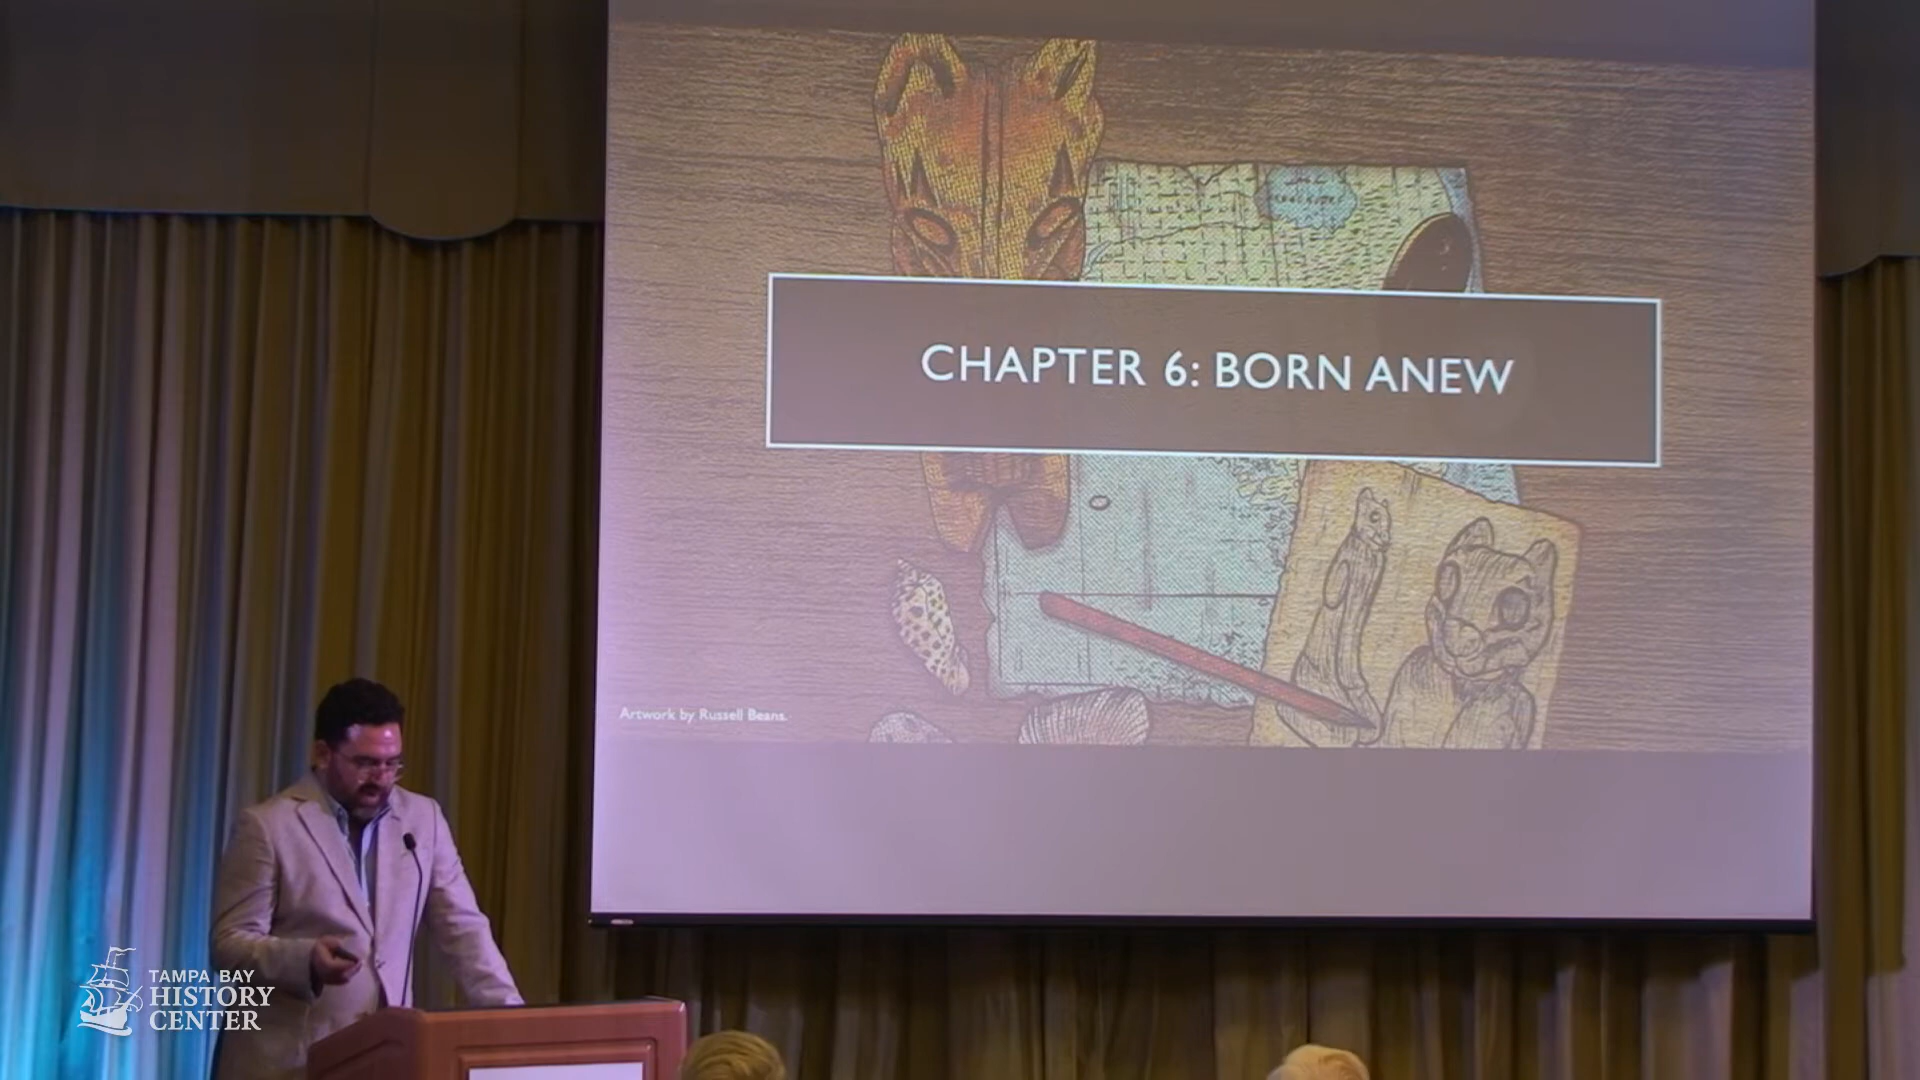 CHAPTER 6: BORN ANEW
Artwork by Russell Beans.
TAMPA BAY
HISTORY
CENTER